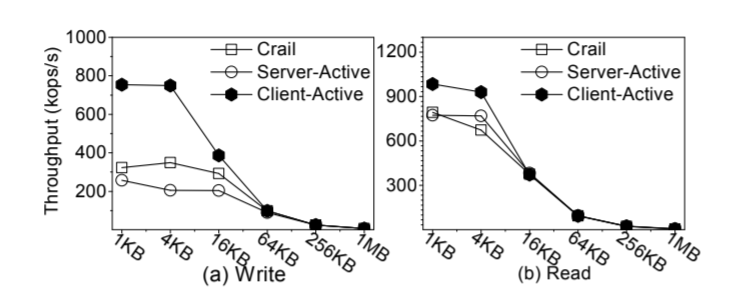 Throughput (kops/s)
1000
800
600
400
200
Crail
Server-Active
Client-Active
1KB
4KB
16KB
64KB
256KB
1MB
(a) Write
1200
900
600
300
Crail
Server-Active
Client-Active
1KB
4KB
16KB
64KB
256KB
1MB
(b) Read